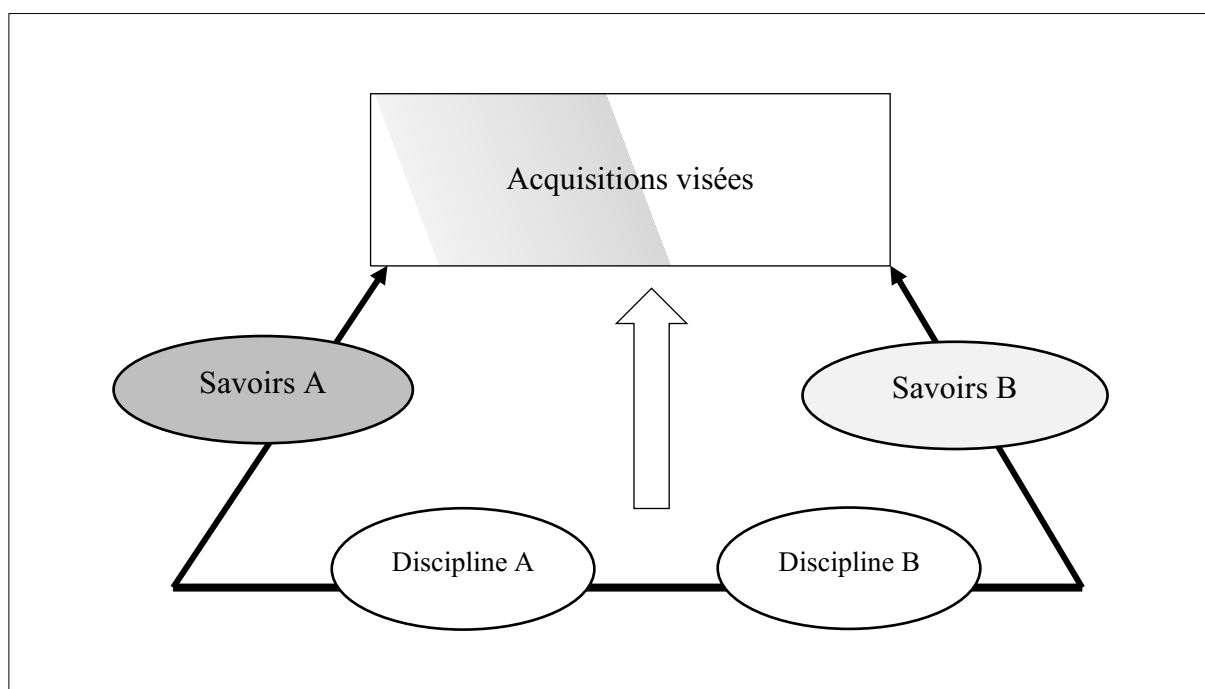 Acquisitions visées
Savoirs A
Savoirs B
Discipline A
Discipline B